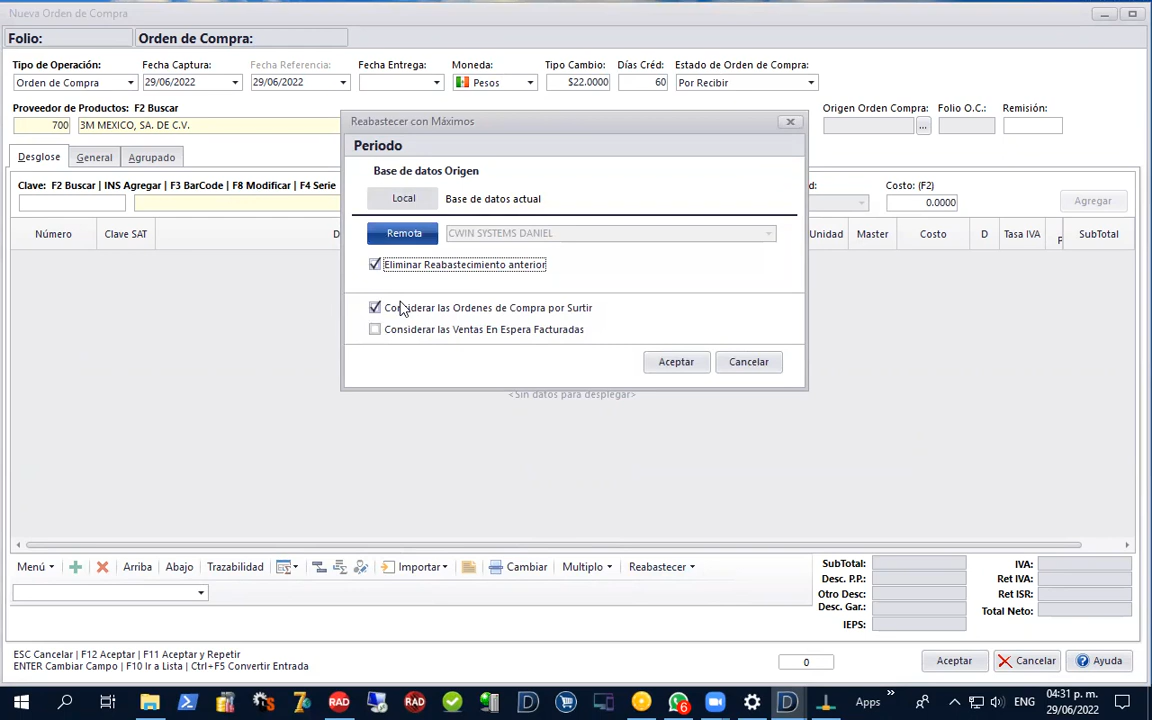 Nueva Orden de Compra
Folio: Orden de Compra:
Tipo de Operación: Fecha Captura: Fecha Referencia: Fecha Entrega: Moneda: Tipo Cambio: Días Créd: Estado de Orden de Compra:
Orden de Compra 29/06/2022 29/06/2022 Pesos $22.0000 60 Por Recibir
Proveedor de Productos: F2 Buscar Origen Orden Compra: Folio O.C.: Remisión:
700 3M MEXICO, SA. DE C.V. ...
Desglose General Agrupado
Clave: F2 Buscar | INS Agregar | F3 BarCode | F8 Modificar | F4 Serie Costo: (F2)
0.0000 Agregar
Número Clave SAT Unidad Master Costo D Tasa IVA SubTotal
Reabastecer con Máximos
Periodo
Base de datos Origen
Local Base de datos actual
Remota CWIN SYSTEMS DANIEL
Eliminar Reabastecimiento anterior
Considerar las Ordenes de Compra por Surtir
Considerar las Ventas En Espera Facturadas
Aceptar Cancelar
<Sin datos para desplegar>
Menú Arriba Abajo Trazabilidad Importar Cambiar Multiplo Reabastecer
SubTotal: IVA:
Desc. P.P.: Ret IVA:
Otro Desc: Ret ISR:
Desc. Gar.: Total Neto:
IEPS:
ESC Cancelar | F12 Aceptar | F11 Aceptar y Repetir
ENTER Cambiar Campo | F10 Ir a Lista | Ctrl+F5 Convertir Entrada
0 Aceptar Cancelar Ayuda
RAD RAD 6 Apps ENG 04:31 p. m.
29/06/2022